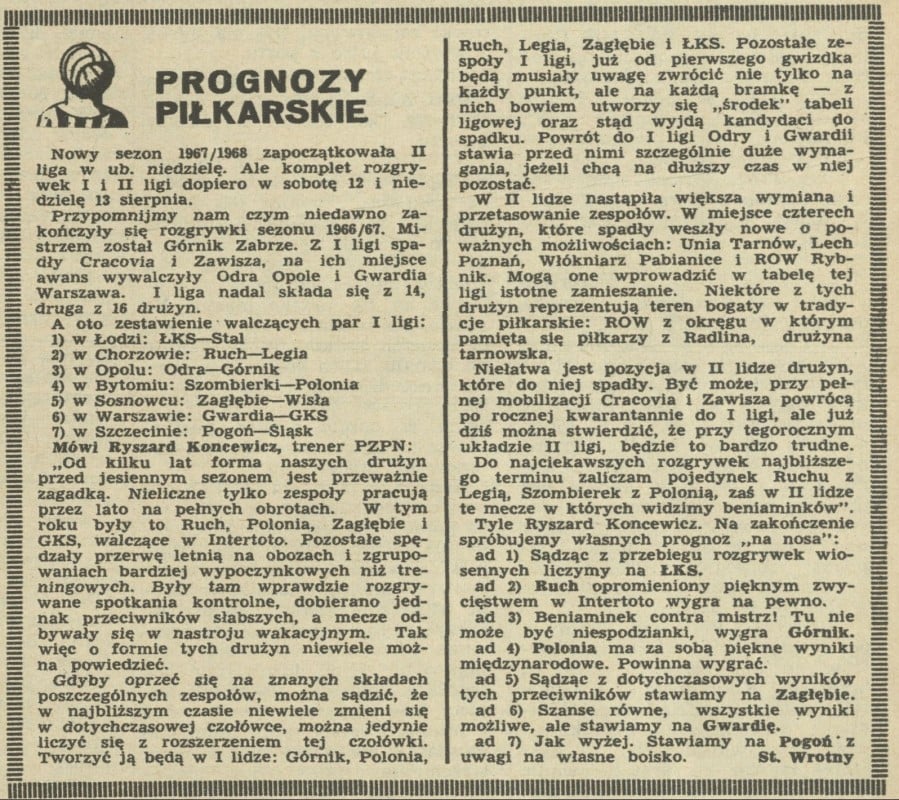 PROGNOZY
PIŁKARSKIE
Nowy sezon 1967/1968 zapoczątkowała II
liga w ub. niedzielę. Ale komplet rozgry-
wek I i II ligi dopiero w sobotę 12 i nie-
dzielę 13 sierpnia.
Przypomnijmy nam czym niedawno za-
kończyły się rozgrywki sezonu 1966/67. Mi-
strzem został Górnik Zabrze. Z I ligi spa-
dły Cracovia i Zawisza, na ich miejsce
awans wywalczyły Odra Opole i Gwardia
Warszawa. I liga nadal składa się z 14,
druga z 16 drużyn.
A oto zestawienie walczących par I ligi:
1) w Łodzi: ŁKS—Stal
2) w Chorzowie: Ruch—Legia
3) w Opolu: Odra—Górnik
4) w Bytomiu: Szombierki—Polonia
5) w Sosnowcu: Zagłębie—Wisła
6) w Warszawie: Gwardia—GKS
7) w Szczecinie: Pogoń—Śląsk
Mówi Ryszard Koncewicz, trener PZPN:
„Od kilku lat forma naszych drużyn
przed jesiennym sezonem jest przeważnie
zagadką. Nieliczne tylko zespoły pracują
przez lato na pełnych obrotach. W tym
roku były to Ruch, Polonia, Zagłębie i
GKS, walczące w Intertoto. Pozostałe spę-
dzały przerwę letnią na obozach i zgrupo-
waniach bardziej wypoczynkowych niż tre-
ningowych. Były tam wprawdzie rozgry-
wane spotkania kontrolne, dobierano jed-
nak przeciwników słabszych, a mecze od-
bywały się w nastroju wakacyjnym. Tak
więc o formie tych drużyn niewiele moż-
na powiedzieć.
Gdyby oprzeć się na znanych składach
poszczególnych zespołów, można sądzić, że
w najbliższym czasie niewiele zmieni się
w dotychczasowej czołówce, można jedynie
liczyć się z rozszerzeniem tej czołówki.
Tworzyć ją będą w I lidze: Górnik, Polonia,
Ruch, Legia, Zagłębie i ŁKS. Pozostałe ze-
społy I ligi, już od pierwszego gwizdka
będą musiały uwagę zwrócić nie tylko na
każdy punkt, ale na każdą bramkę — z
nich bowiem utworzy się „środek" tabeli
ligowej oraz stąd wyjdą kandydaci do
spadku. Powrót do I ligi Odry i Gwardii
stawia przed nimi szczególnie duże wyma-
gania, jeżeli chcą na dłuższy czas w niej
pozostać.
W II lidze nastąpiła większa wymiana i
przetasowanie zespołów. W miejsce czterech
drużyn, które spadły weszły nowe o po-
ważnych możliwościach: Unia Tarnów, Lech
Poznań, Włókniarz Pabianice i ROW Ryb-
nik. Mogą one wprowadzić w tabelę tej
ligi istotne zamieszanie. Niektóre z tych
drużyn reprezentują teren bogaty w trady-
cje piłkarskie: ROW z okręgu w którym
pamięta się piłkarzy z Radlina, drużyna
tarnowska.
Niełatwa jest pozycja w II lidze drużyn,
które do niej spadły. Być może, przy peł-
nej mobilizacji Cracovia i Zawisza powrócą
po rocznej kwarantannie do I ligi, ale już
dziś można stwierdzić, że przy tegorocznym
układzie II ligi, będzie to bardzo trudne.
Do najciekawszych rozgrywek najbliższe-
go terminu zaliczam pojedynek Ruchu z
Legią, Szombierek z Polonią, zaś w II lidze
te mecze w których widzimy beniaminków".
Tyle Ryszard Koncewicz. Na zakończenie
spróbujemy własnych prognoz „na nosa":
ad 1) Sądząc z przebiegu rozgrywek wio-
sennych liczymy na ŁKS.
ad 2) Ruch opromieniony pięknym zwy-
cięstwem w Intertoto wygra na pewno.
ad 3) Beniaminek contra mistrz! Tu nie
może być niespodzianki, wygra Górnik.
ad 4) Polonia ma za sobą piękne wyniki
międzynarodowe. Powinna wygrać.
ad 5) Sądząc z dotychczasowych wyników
tych przeciwników stawiamy na Zagłębie.
ad 6) Szanse równe, wszystkie wyniki
możliwe, ale stawiamy na Gwardię.
ad 7) Jak wyżej. Stawiamy na Pogoń z
uwagi na własne boisko. St. Wrotny